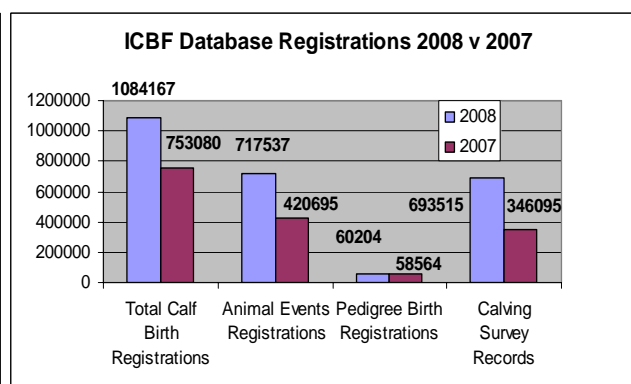 ICBF Database Registrations 2008 v 2007
1084167
1200000
1000000
800000
600000
400000
200000
0
753080
717537
420695
60204
58564
693515
346095
2008
2007
Total Calf
Birth
Registrations
Animal Events
Registrations
Pedigree Birth
Registrations
Calving
Survey
Records